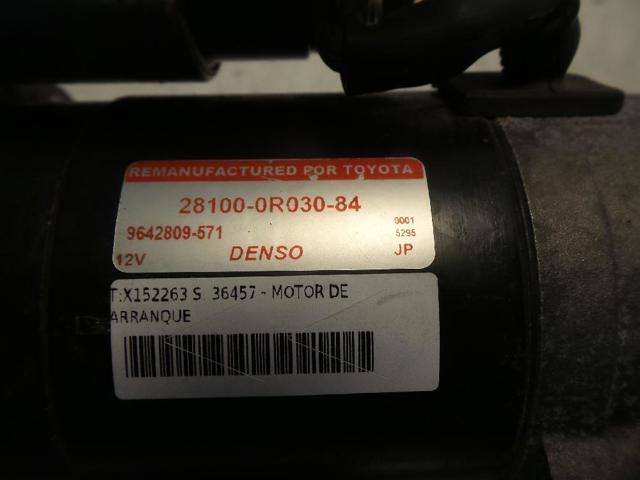 REMANUFACTURED POR TOYOTA
28100-0R030-84
9642809-571
0001
5295
12V DENSO JP
T:X152263 S: 36457 - MOTOR DE
ARRANQUE